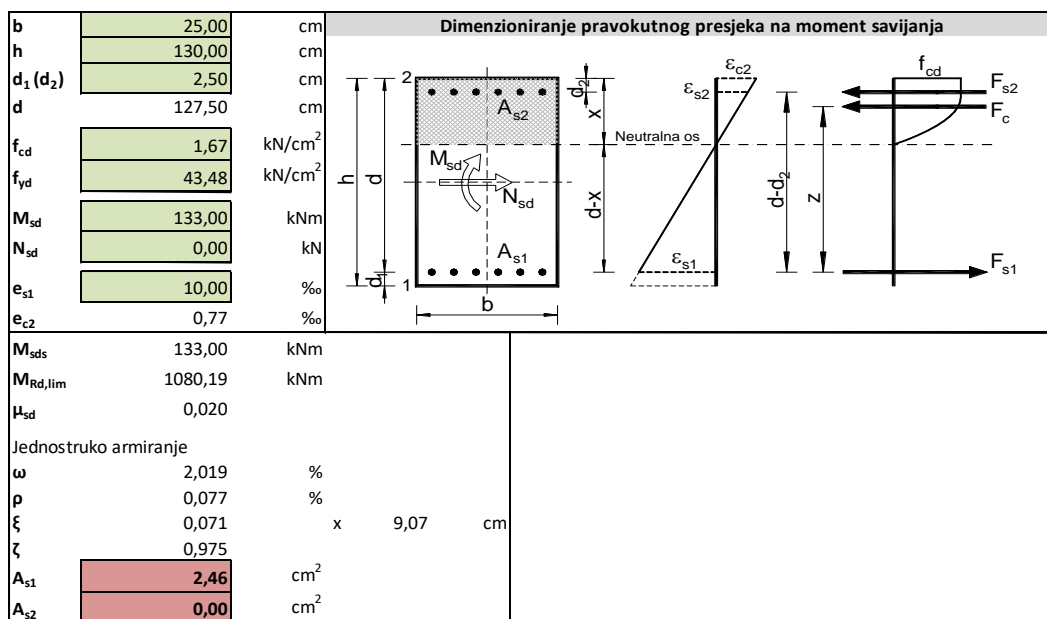 Dimenzioniranje pravokutnog presjeka na moment savijanja
b 25,00 cm
h 130,00 cm
d1 (d2) 2,50 cm
d 127,50 cm
fcd 1,67 kN/cm2
fyd 43,48 kN/cm2
Msd 133,00 kNm
Nsd 0,00 kN
es1 10,00 ‰
ec2 0,77 ‰
2
As2
Msd
Nsd
As1
1
h
d
d1
b
d2
x
d-x
Neutralna os
εc2
εs2
εs1
d-d2
z
fcd
Fs2
Fc
Fs1
Msds 133,00 kNm
MRd,lim 1080,19 kNm
μsd 0,020
Jednostruko armiranje
ω 2,019 %
ρ 0,077 %
ξ 0,071 x 9,07 cm
ζ 0,975
As1 2,46 cm2
As2 0,00 cm2